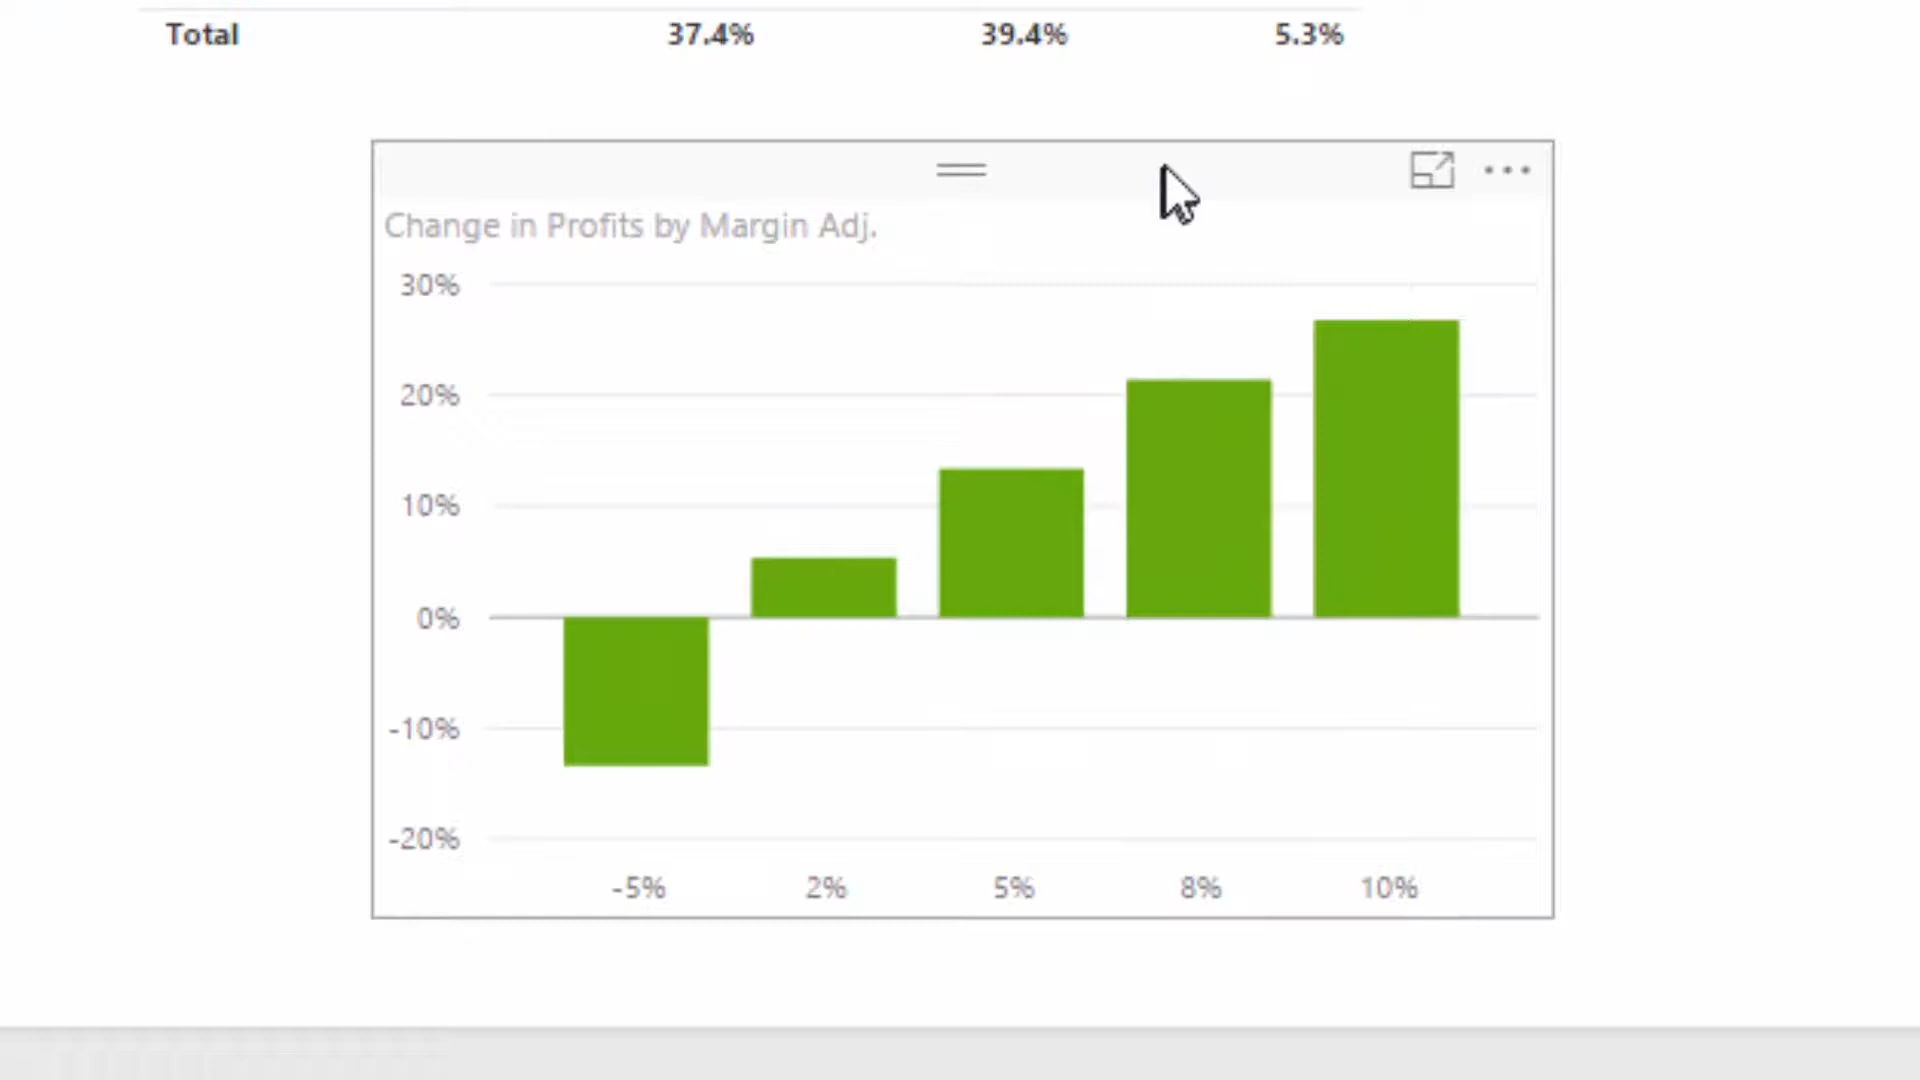 Total 37.4% 39.4% 5.3%
Change in Profits by Margin Adj.
30%
20%
10%
0%
-10%
-20%
-5% 2% 5% 8% 10%